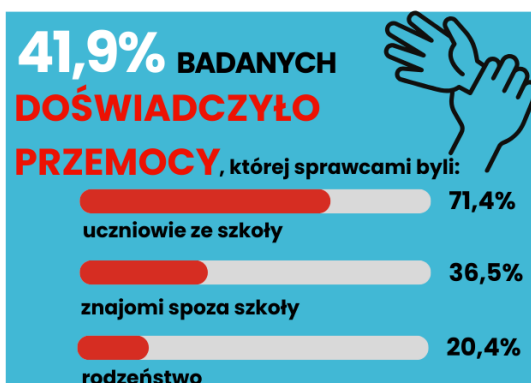 41,9% BADANYCH
DOŚWIADCZYŁO
PRZEMOCY, której sprawcami byli:
71,4%
uczniowie ze szkoły
36,5%
znajomi spoza szkoły
20,4%
rodzeństwo